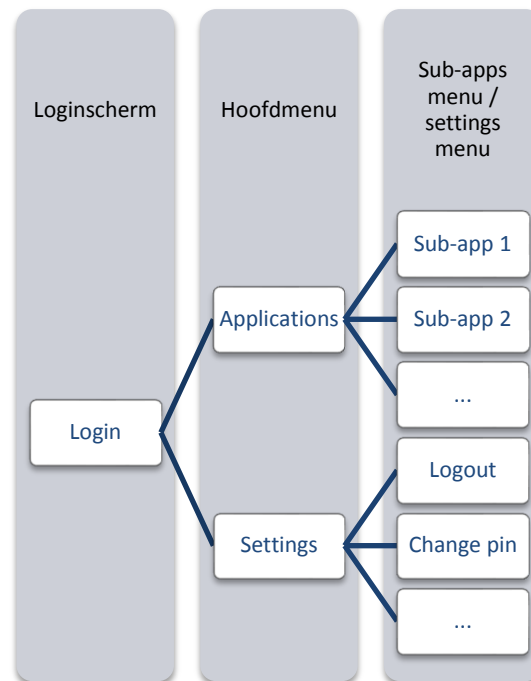 Loginscherm
Hoofdmenu
Sub-apps
menu /
settings
menu
Login
Applications
Settings
Sub-app 1
Sub-app 2
...
Logout
Change pin
...